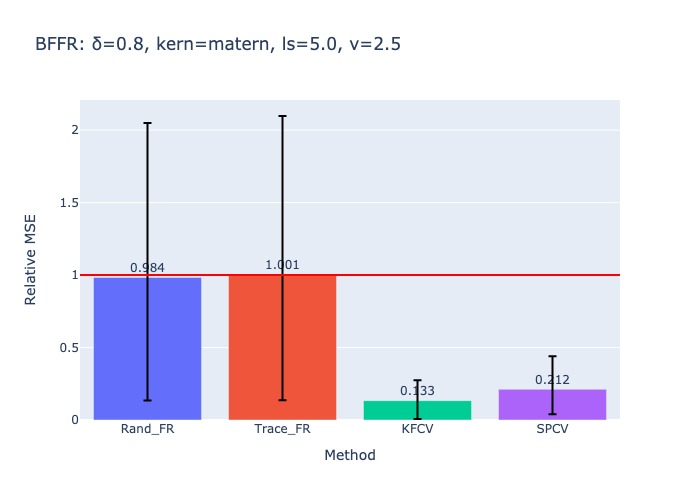 BFFR: δ=0.8, kern=matern, ls=5.0, v=2.5
2
1.5
1
0.5
0
Relative MSE
0.984
1.001
0.133
0.212
Rand_FR
Trace_FR
KFCV
SPCV
Method